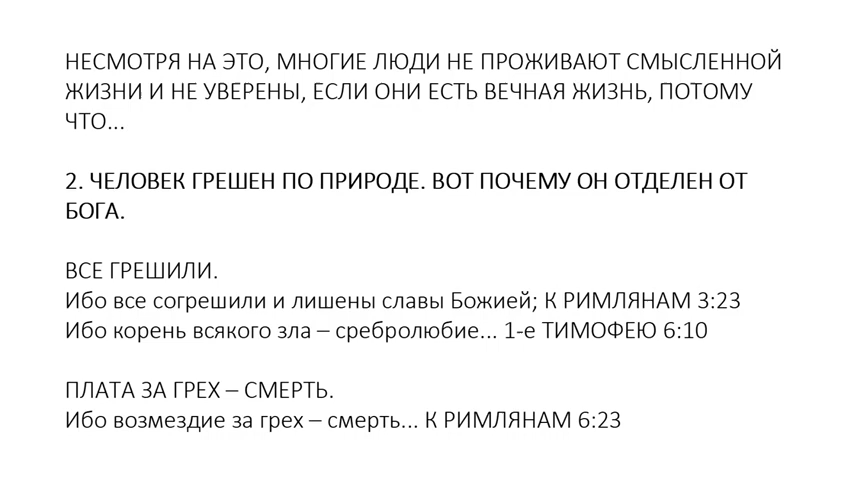 НЕСМОТРЯ НА ЭТО, МНОГИЕ ЛЮДИ НЕ ПРОЖИВАЮТ СМЫСЛЕННОЙ
ЖИЗНИ И НЕ УВЕРЕНЫ, ЕСЛИ ОНИ ЕСТЬ ВЕЧНАЯ ЖИЗНЬ, ПОТОМУ
ЧТО...
2. ЧЕЛОВЕК ГРЕШЕН ПО ПРИРОДЕ. ВОТ ПОЧЕМУ ОН ОТДЕЛЕН ОТ
БОГА.
ВСЕ ГРЕШИЛИ.
Ибо все согрешили и лишены славы Божией; К РИМЛЯНАМ 3:23
Ибо корень всякого зла – сребролюбие... 1-е ТИМОФЕЮ 6:10
ПЛАТА ЗА ГРЕХ – СМЕРТЬ.
Ибо возмездие за грех – смерть... К РИМЛЯНАМ 6:23